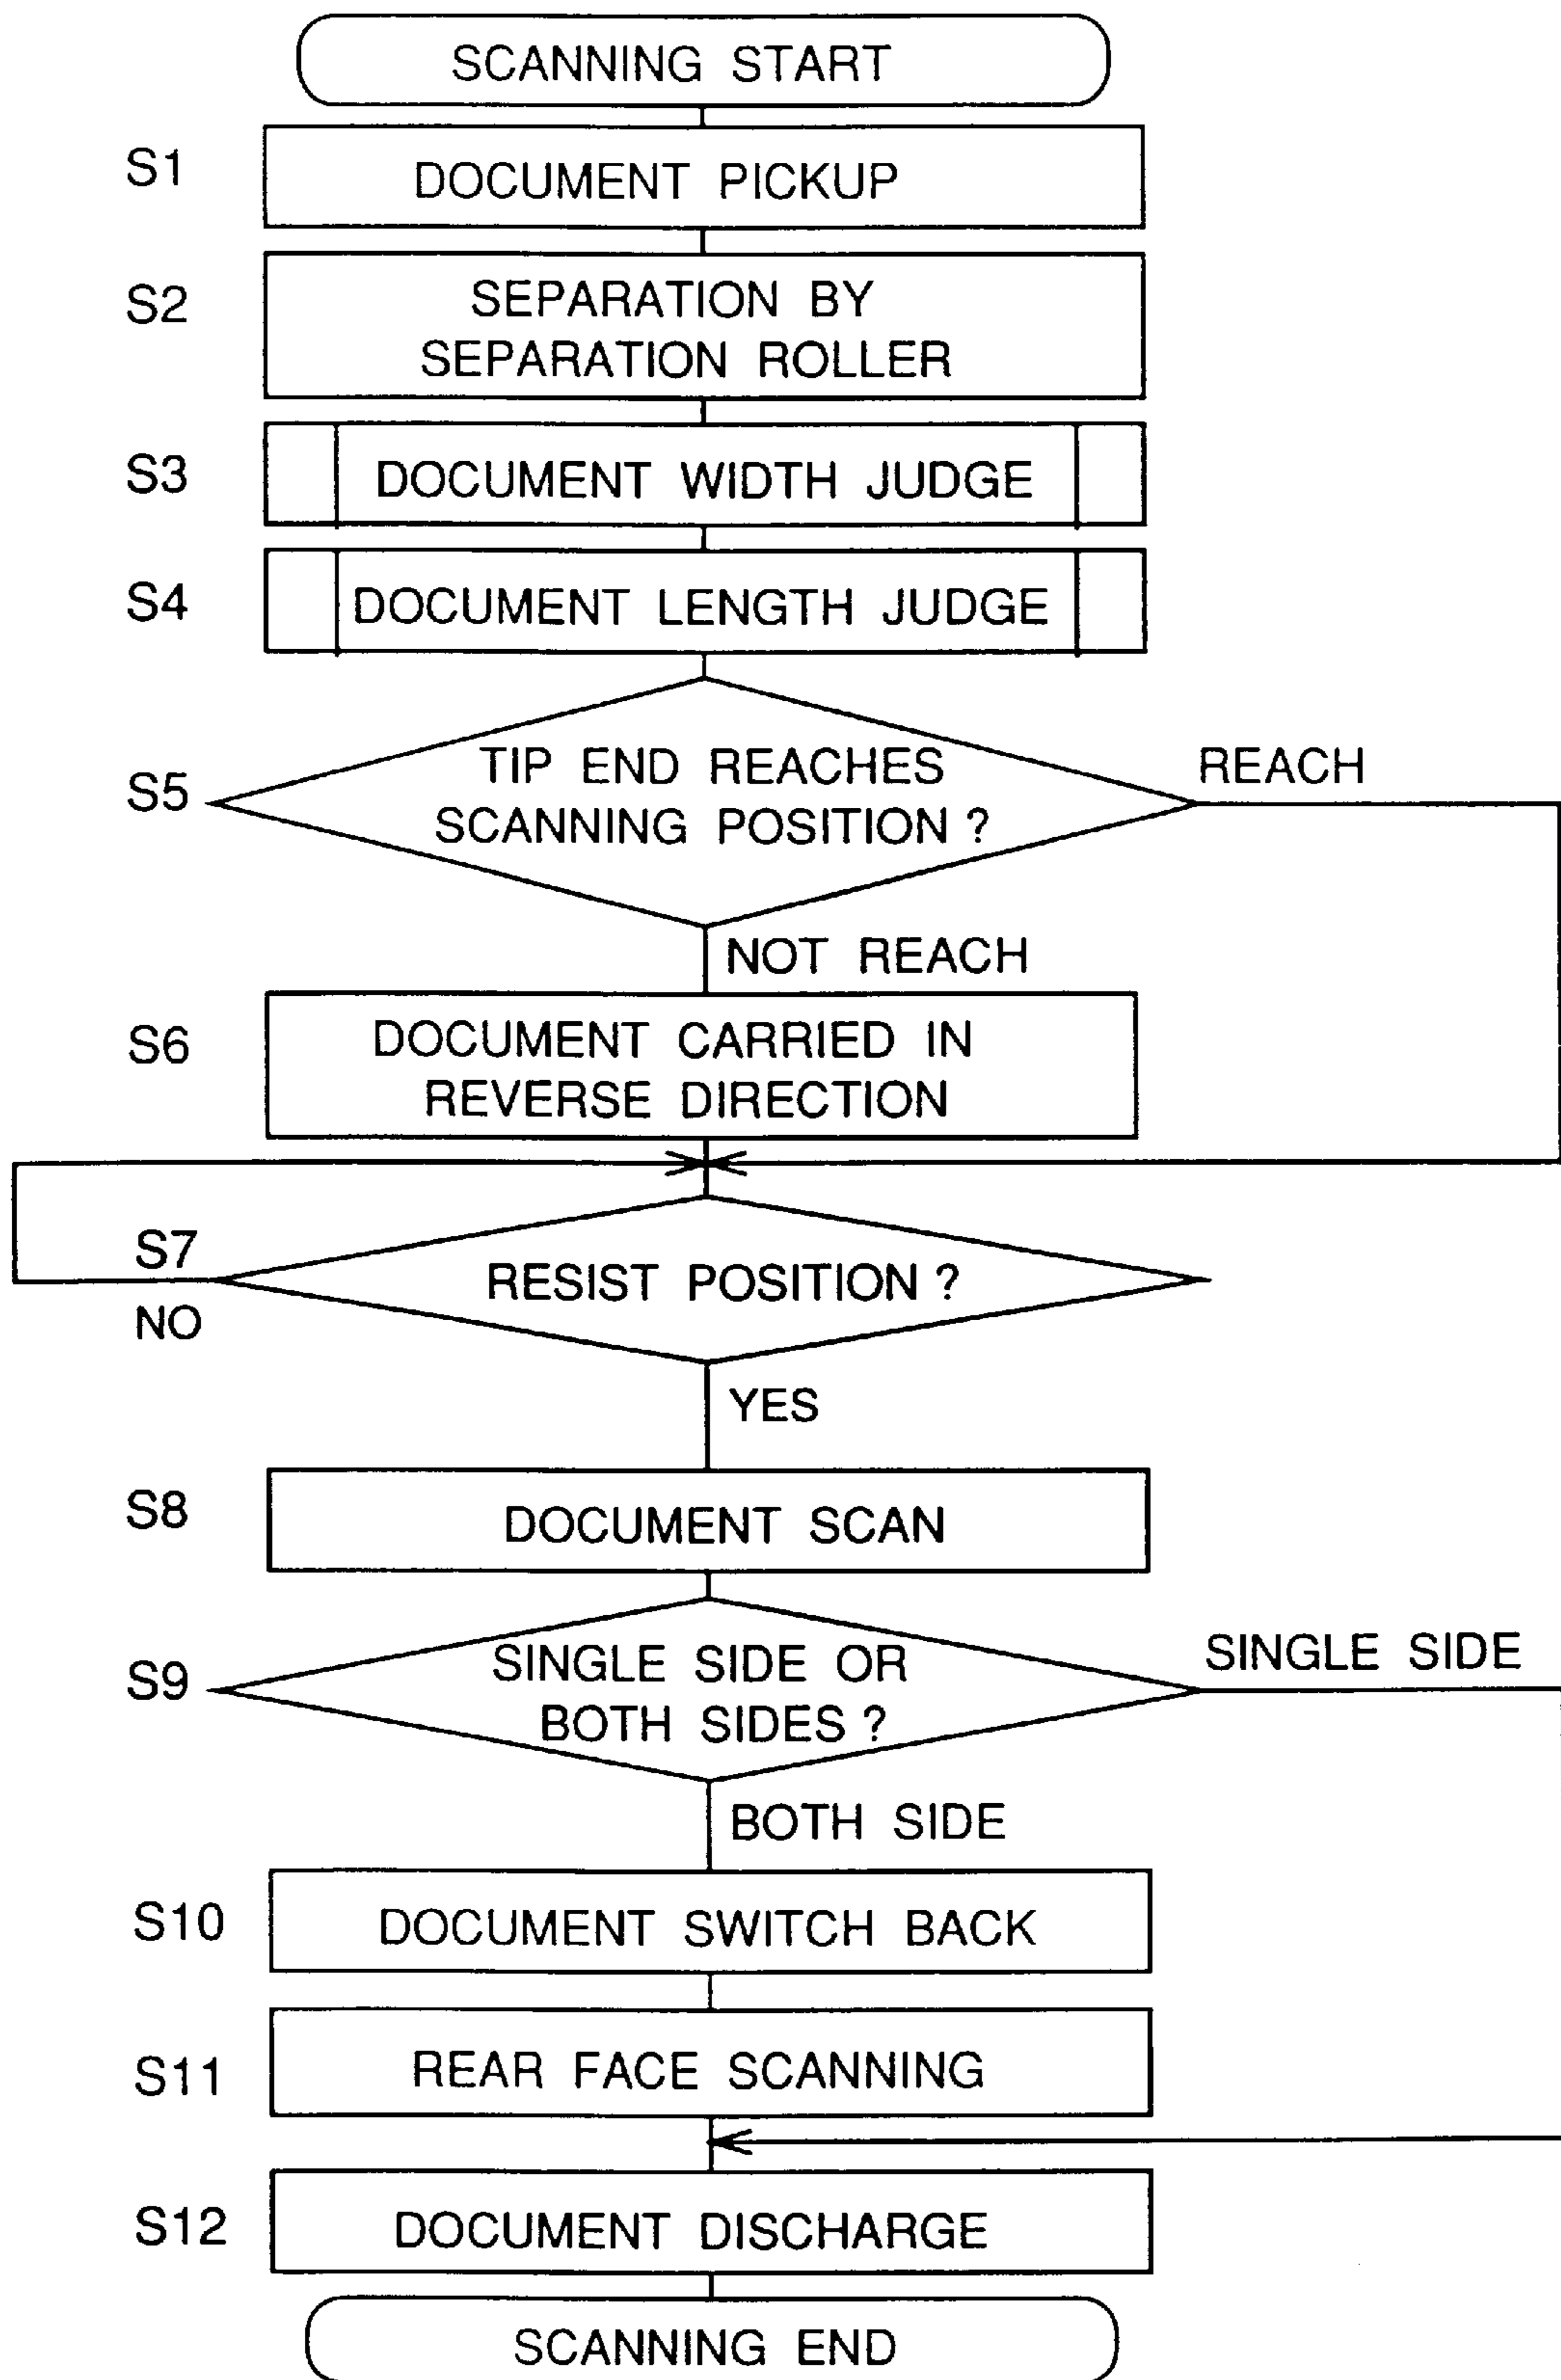 SCANNING START
S1
DOCUMENT PICKUP
S2
SEPARATION BY
SEPARATION ROLLER
S3
DOCUMENT WIDTH JUDGE
S4
DOCUMENT LENGTH JUDGE
S5
TIP END REACHES
SCANNING POSITION ?
REACH
NOT REACH
S6
DOCUMENT CARRIED IN
REVERSE DIRECTION
S7
NO
RESIST POSITION ?
YES
S8
DOCUMENT SCAN
S9
SINGLE SIDE OR
BOTH SIDES ?
SINGLE SIDE
BOTH SIDE
S10
DOCUMENT SWITCH BACK
S11
REAR FACE SCANNING
S12
DOCUMENT DISCHARGE
SCANNING END